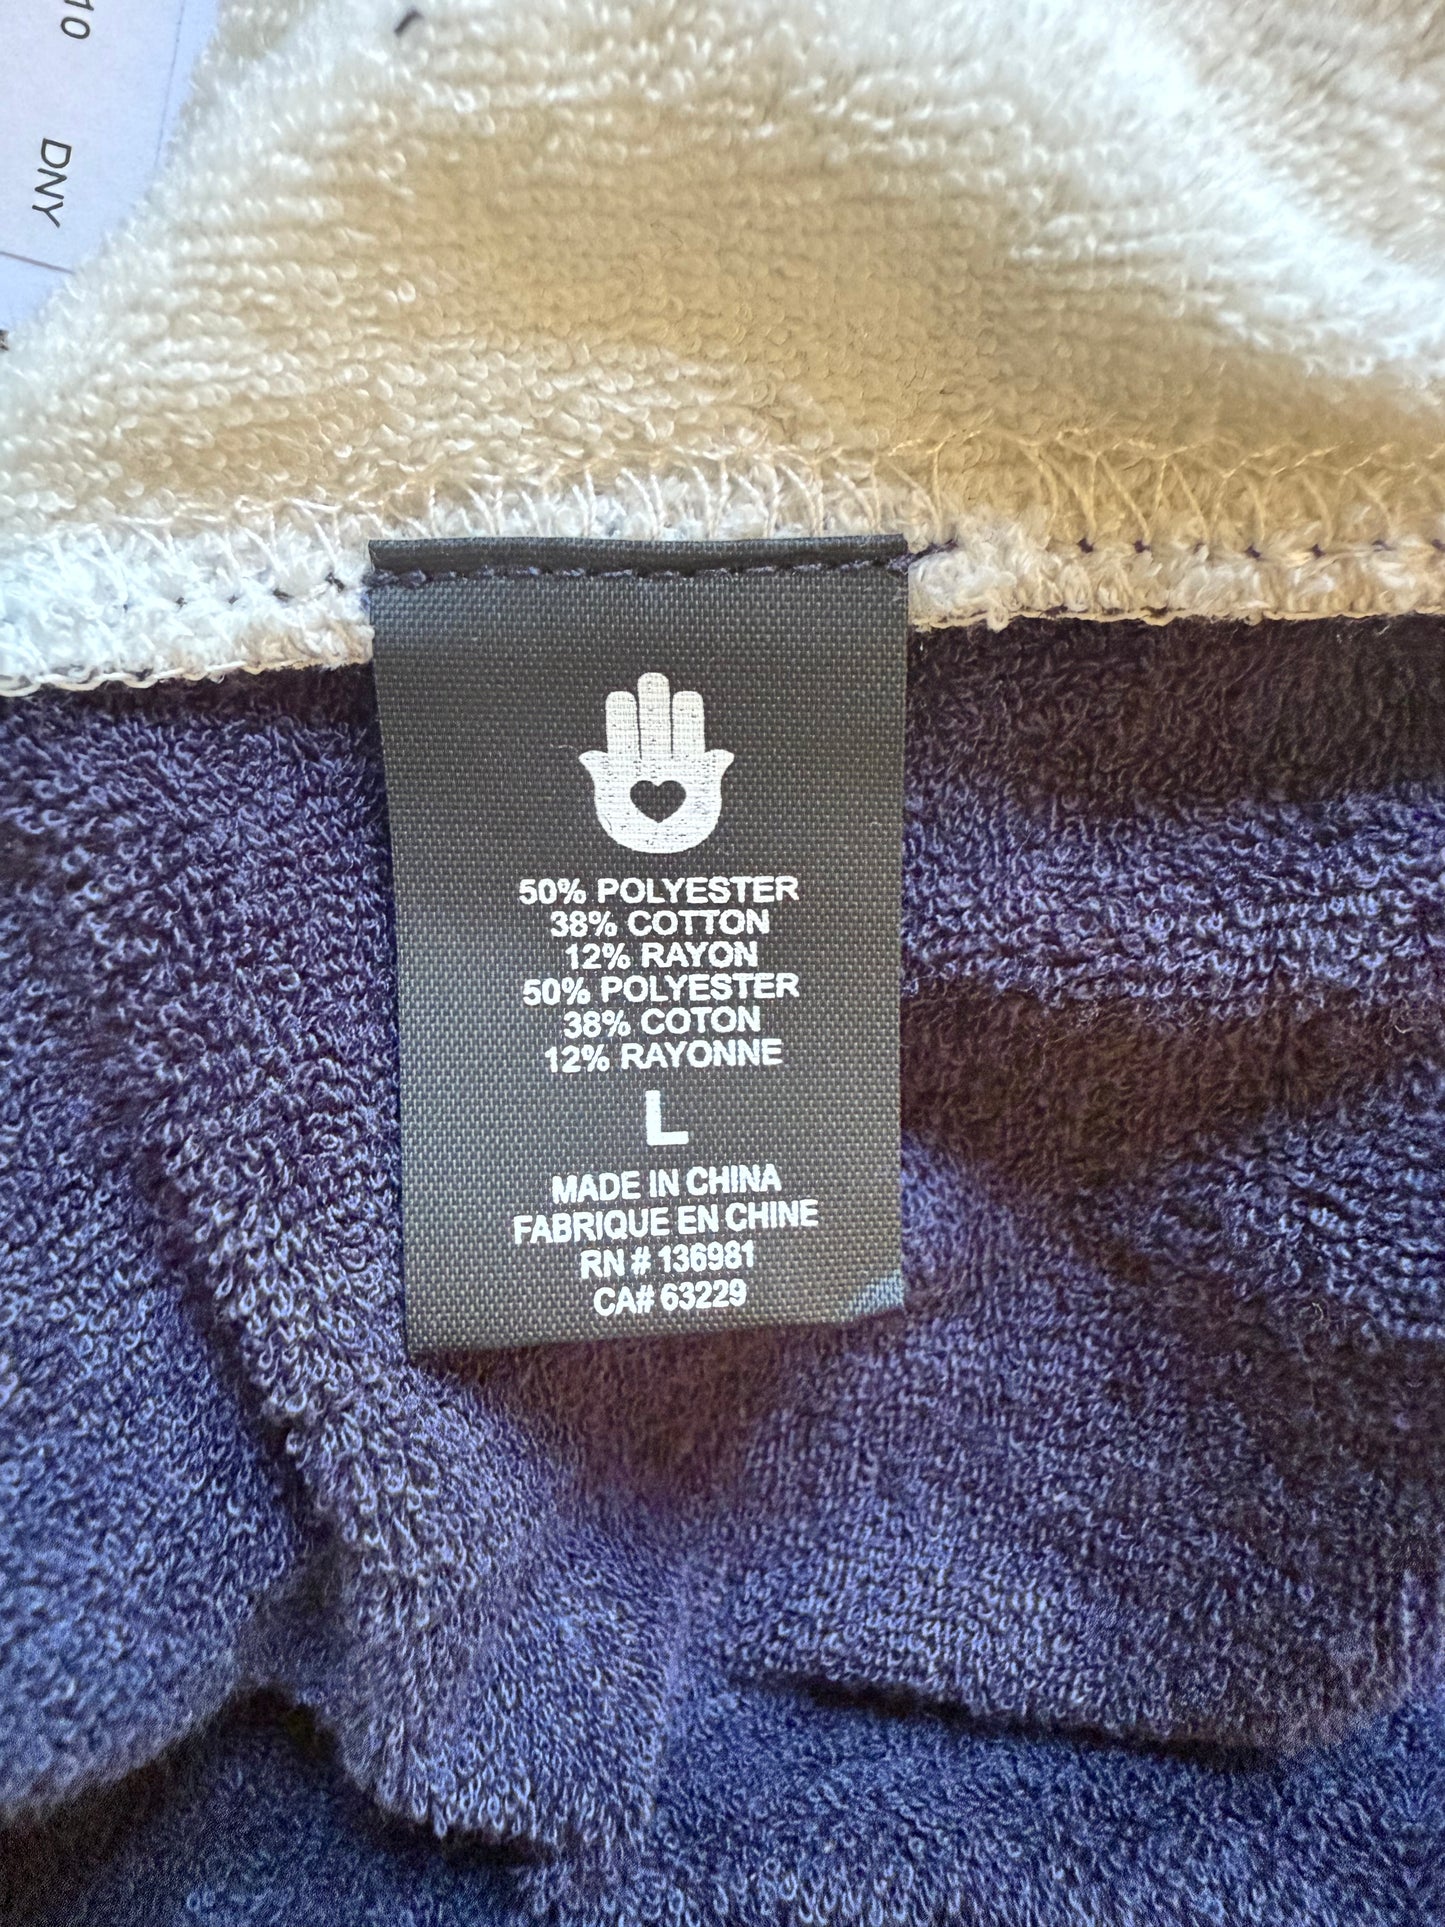 10
DNY
50% POLYESTER
38% COTTON
12% RAYON
50% POLYESTER
38% COTON
12% RAYONNE
L
MADE IN CHINA
FABRIQUE EN CHINE
RN # 136981
CA# 63229